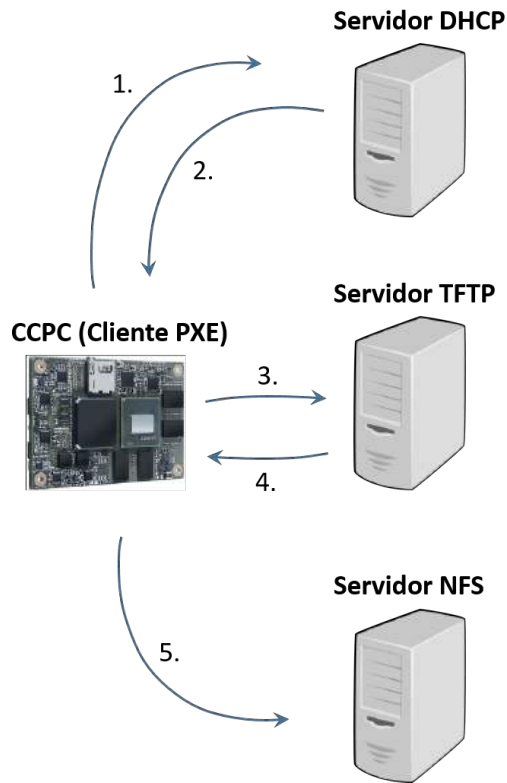 Servidor DHCP
1.
2.
Servidor TFTP
CCPC (Cliente PXE)
3.
4.
Servidor NFS
5.